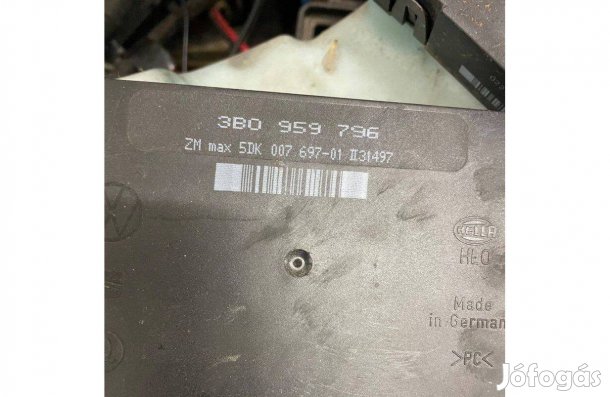 3B0 959 796
ZM max 5DK 007 697-01 II31497
HELLA
Made
in German
>PC<
Jófogás